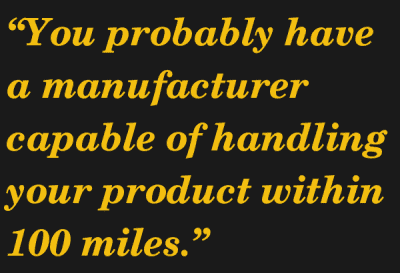 “You probably have
a manufacturer
capable of handling
your product within
100 miles.”